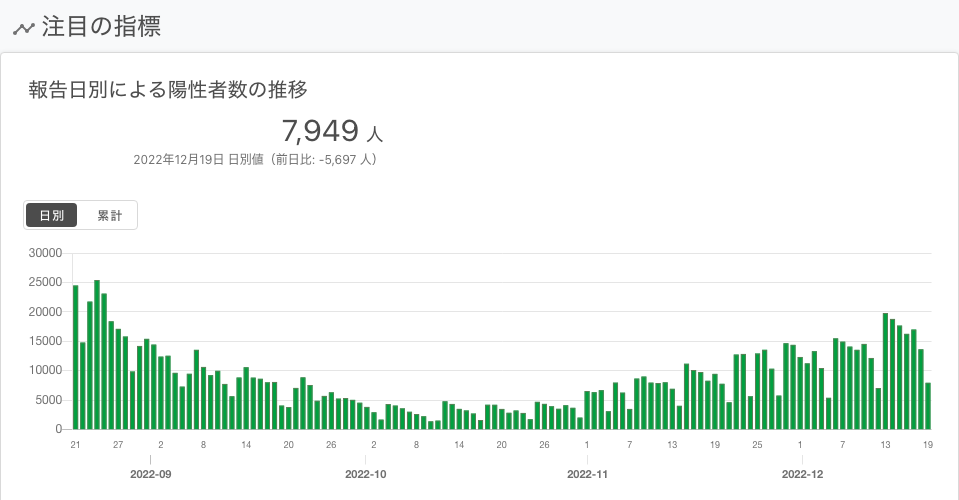 注目の指標
報告日別による陽性者数の推移
7,949 人
2022年12月19日 日別値（前日比: -5,697 人）
日別 累計
30000
25000
20000
15000
10000
5000
0
21 27 2 8 14 20 26 2 8 14 20 26 1 7 13 19 25 1 7 13 19
2022-09 2022-10 2022-11 2022-12